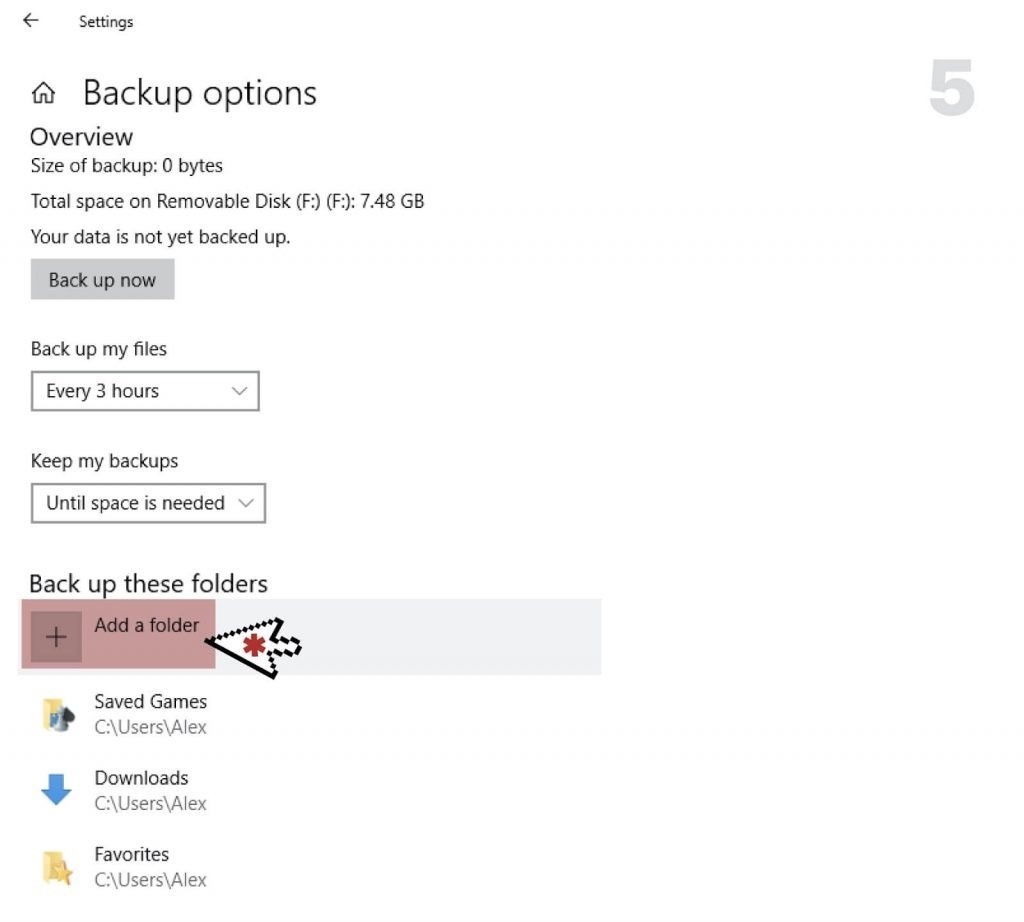 Settings
5
Backup options
Overview
Size of backup: 0 bytes
Total space on Removable Disk (F:) (F:): 7.48 GB
Your data is not yet backed up.
Back up now
Back up my files
Every 3 hours
Keep my backups
Until space is needed
Back up these folders
Add a folder
Saved Games
C:\Users\Alex
Downloads
C:\Users\Alex
Favorites
C:\Users\Alex